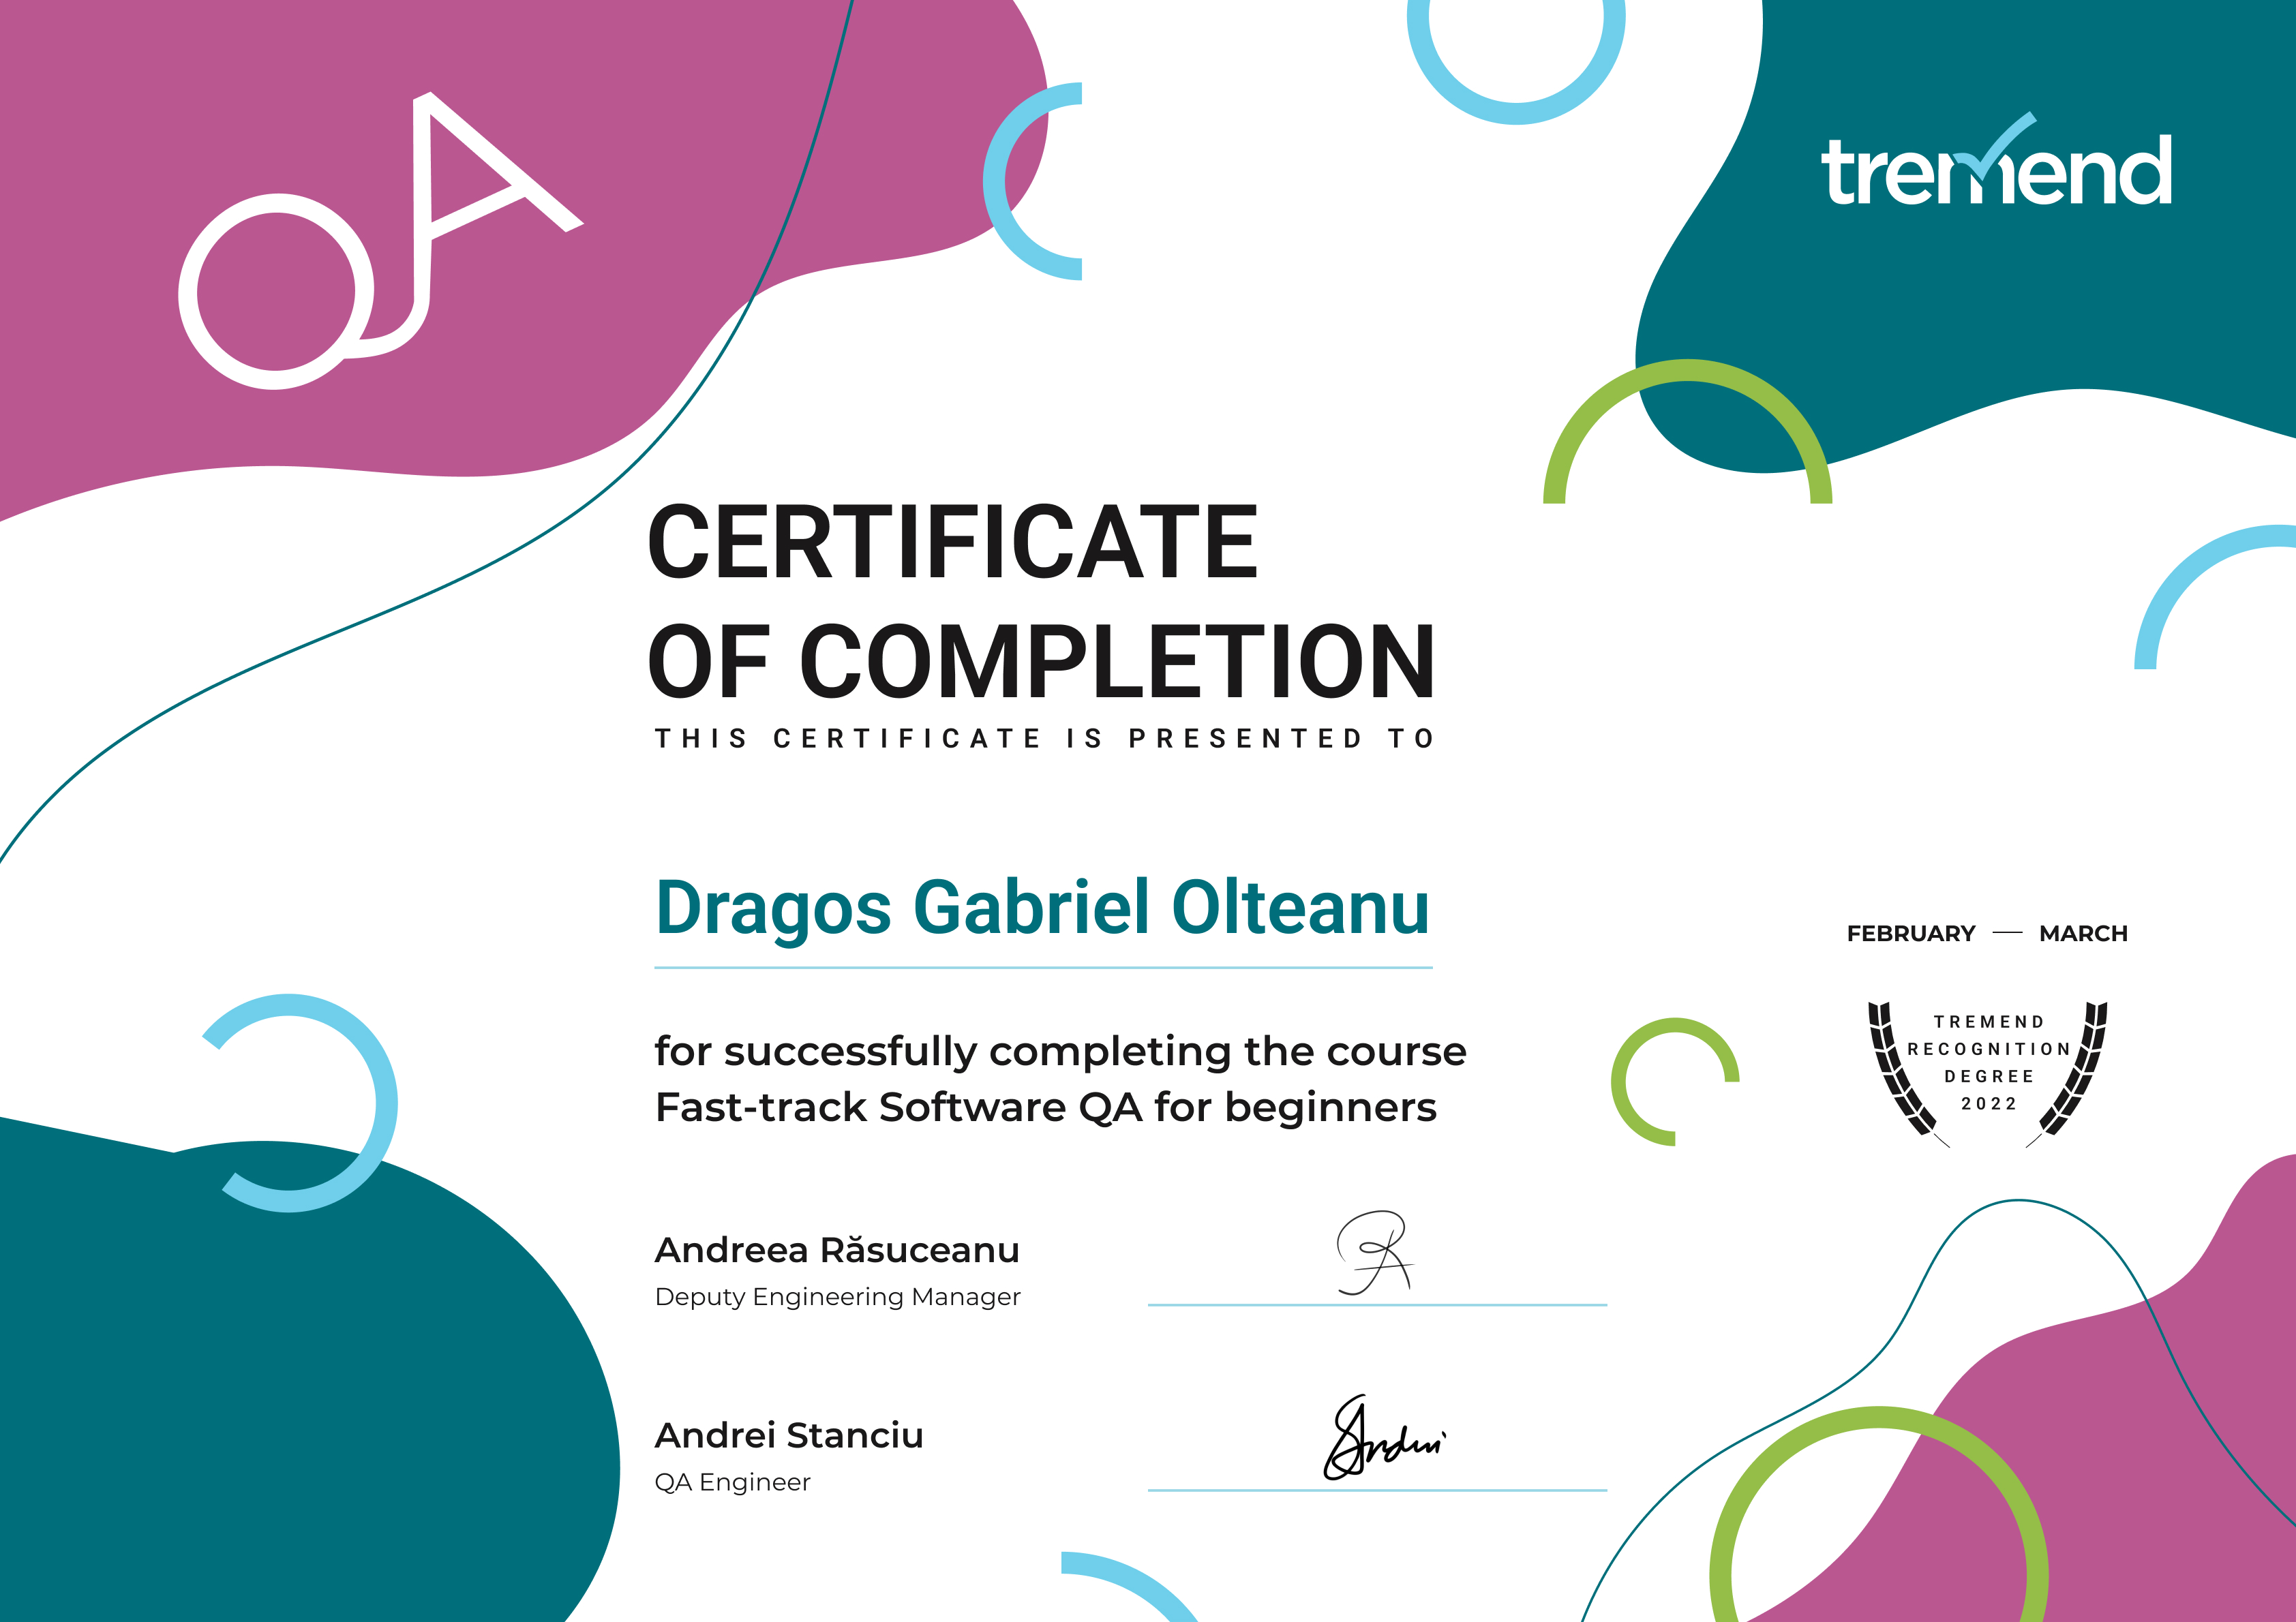 QA
tremend
CERTIFICATE
OF COMPLETION
THIS CERTIFICATE IS PRESENTED TO
Dragos Gabriel Olteanu
for successfully completing the course
Fast-track Software QA for beginners
FEBRUARY — MARCH
TREMEND
RECOGNITION
DEGREE
2022
Andreea Răsuceanu
Deputy Engineering Manager
Andrei Stanciu
QA Engineer